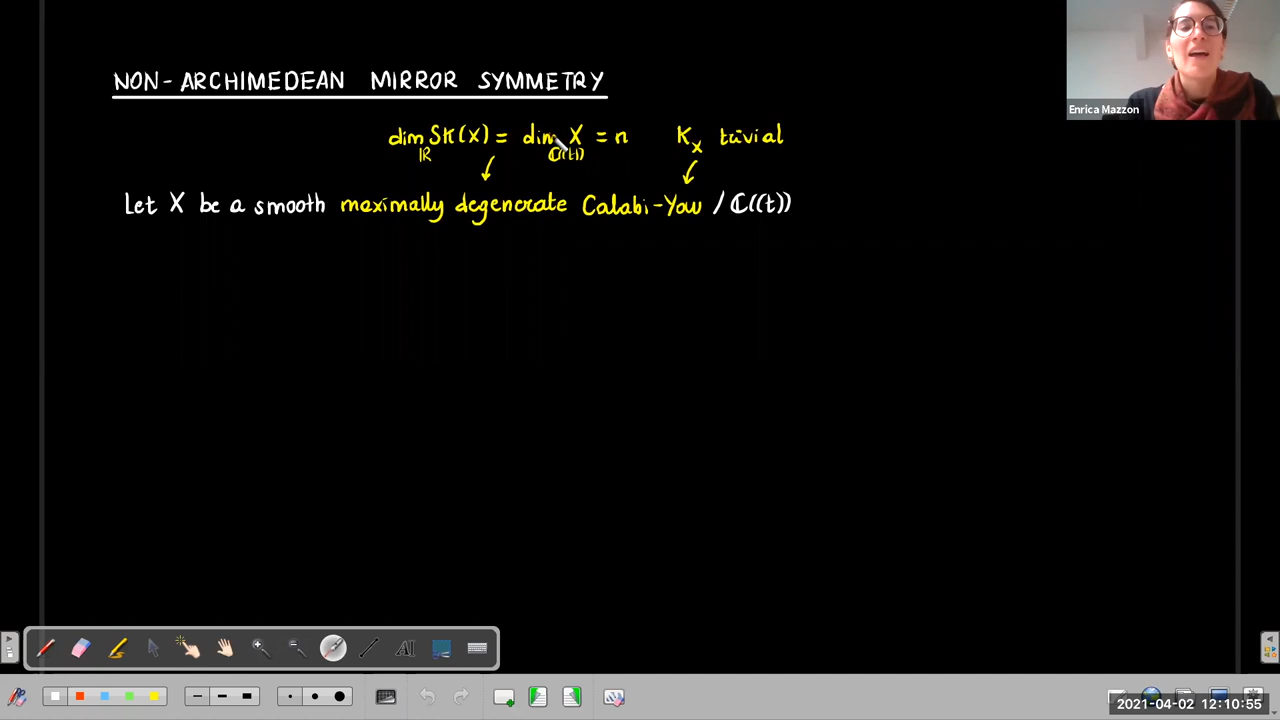 NON-ARCHIMEDEAN MIRROR SYMMETRY
Enrica Mazzon
dim Sk(X) = dim X = n K_X trivial
ℝ ℂ((t))
Let X be a smooth maximally degenerate Calabi-Yau / ℂ((t))
AI
2021-04-02 12:10:55